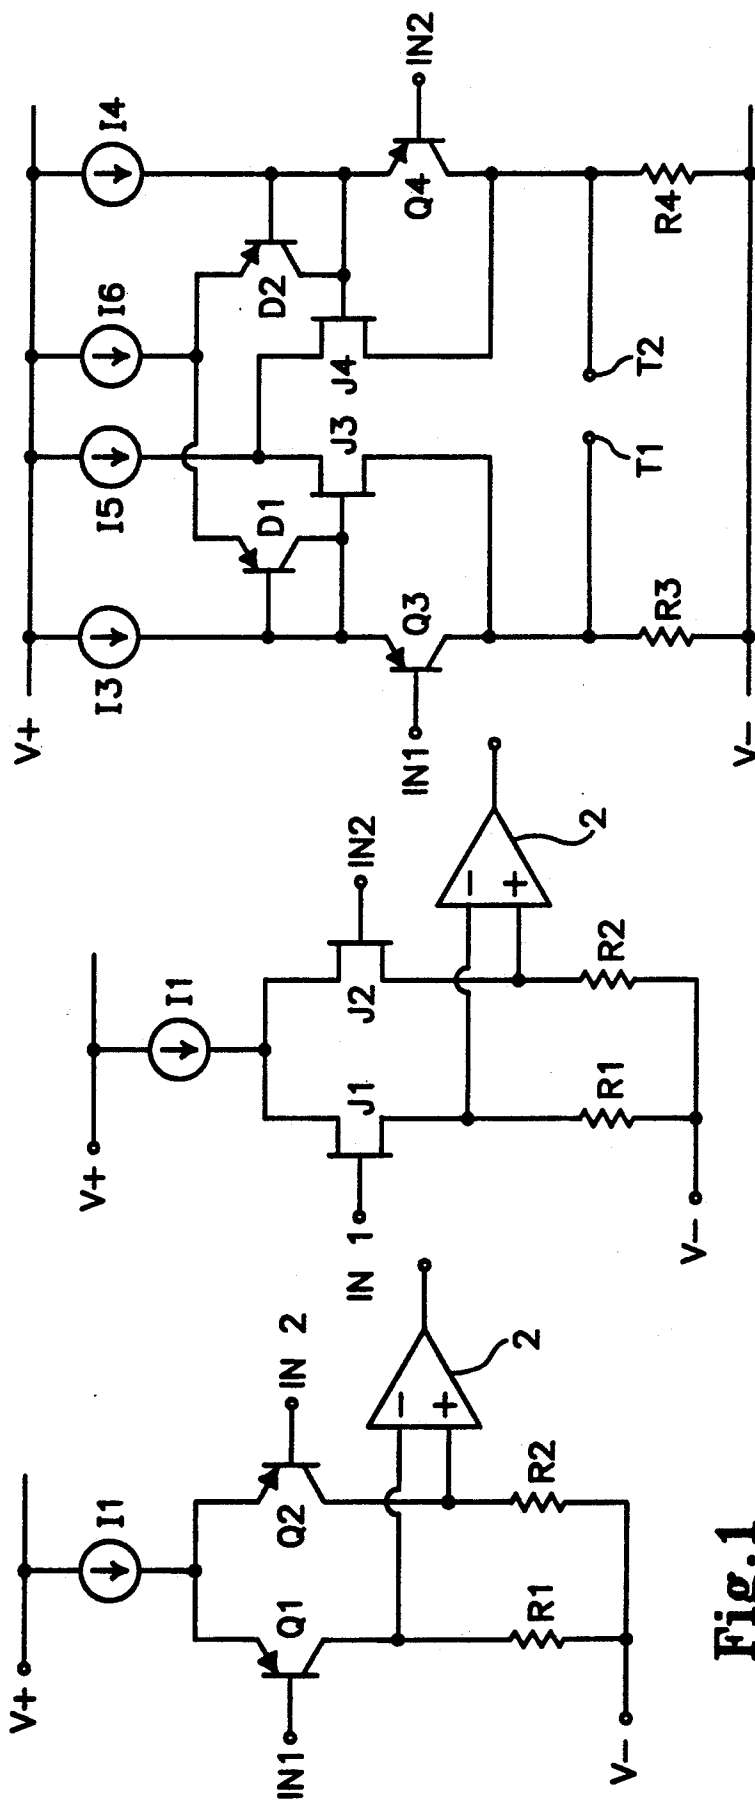 V+
I1
Q1
Q2
IN1
IN 2
−
+
2
R1
R2
V−
Fig.1
V+
I1
J1
J2
IN 1
IN2
−
+
2
R1
R2
V−
V+
I3
I5
I6
I4
D1
D2
J3
J4
Q3
Q4
IN1
IN2
T1
T2
R3
R4
V−